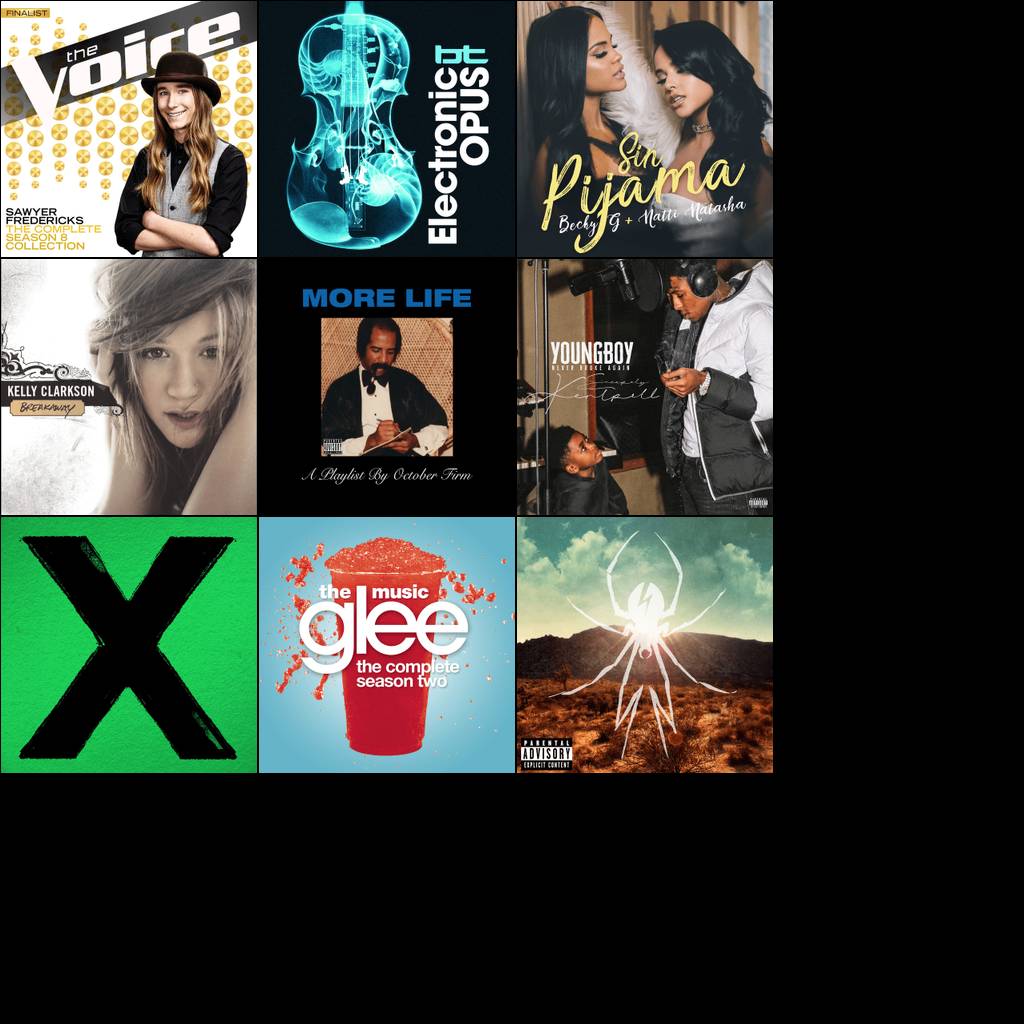 FINALIST
the
Voice
SAWYER
FREDERICKS
THE COMPLETE
SEASON 8
COLLECTION
bt
Electronic
OPUS
Sin
Pijama
Becky G + Natti Natasha
KELLY CLARKSON
BREAKAWAY
MORE LIFE
A Playlist By October Firm
YOUNGBOY
NEVER BROKE AGAIN
Sincerely
Kentrell
X
the music
glee
the complete
season two
PARENTAL
ADVISORY
EXPLICIT CONTENT